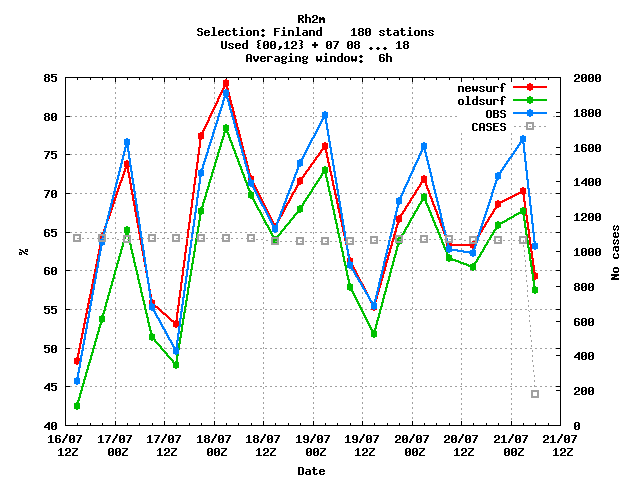 Rh2m
Selection: Finland 180 stations
Used {00,12} + 07 08 ... 18
Averaging window: 6h
newsurf
oldsurf
OBS
CASES
85
80
75
70
65
60
55
50
45
40
%
2000
1800
1600
1400
1200
1000
800
600
400
200
0
No cases
16/07 17/07 17/07 18/07 18/07 19/07 19/07 20/07 20/07 21/07 21/07
12Z 00Z 12Z 00Z 12Z 00Z 12Z 00Z 12Z 00Z 12Z
Date